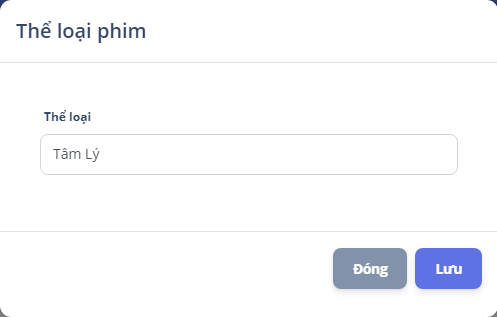 Thể loại phim
Thể loại
Tâm Lý
Đóng Lưu